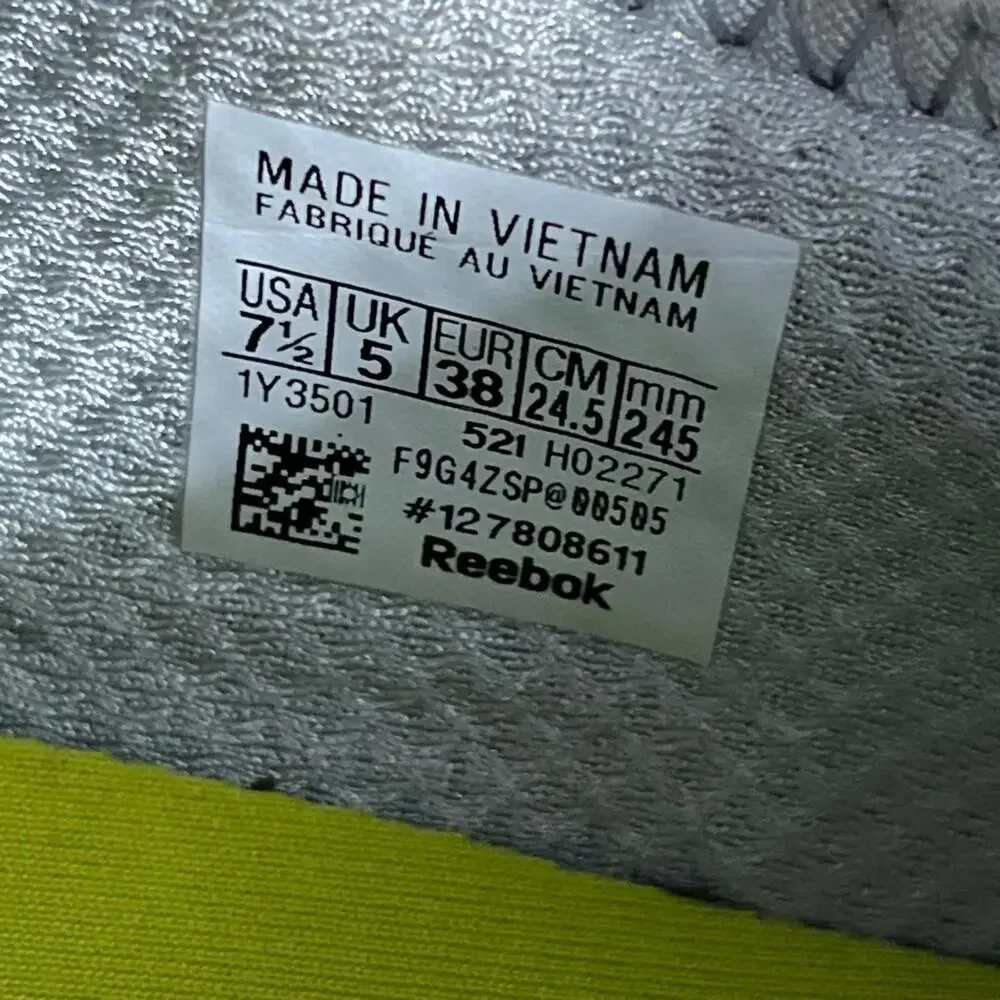 MADE IN VIETNAM
FABRIQUÉ AU VIETNAM
USA UK EUR CM mm
7½ 5 38 24.5 245
1Y3501 521 H02271
F9G4ZSP@00505
#127808611
Reebok